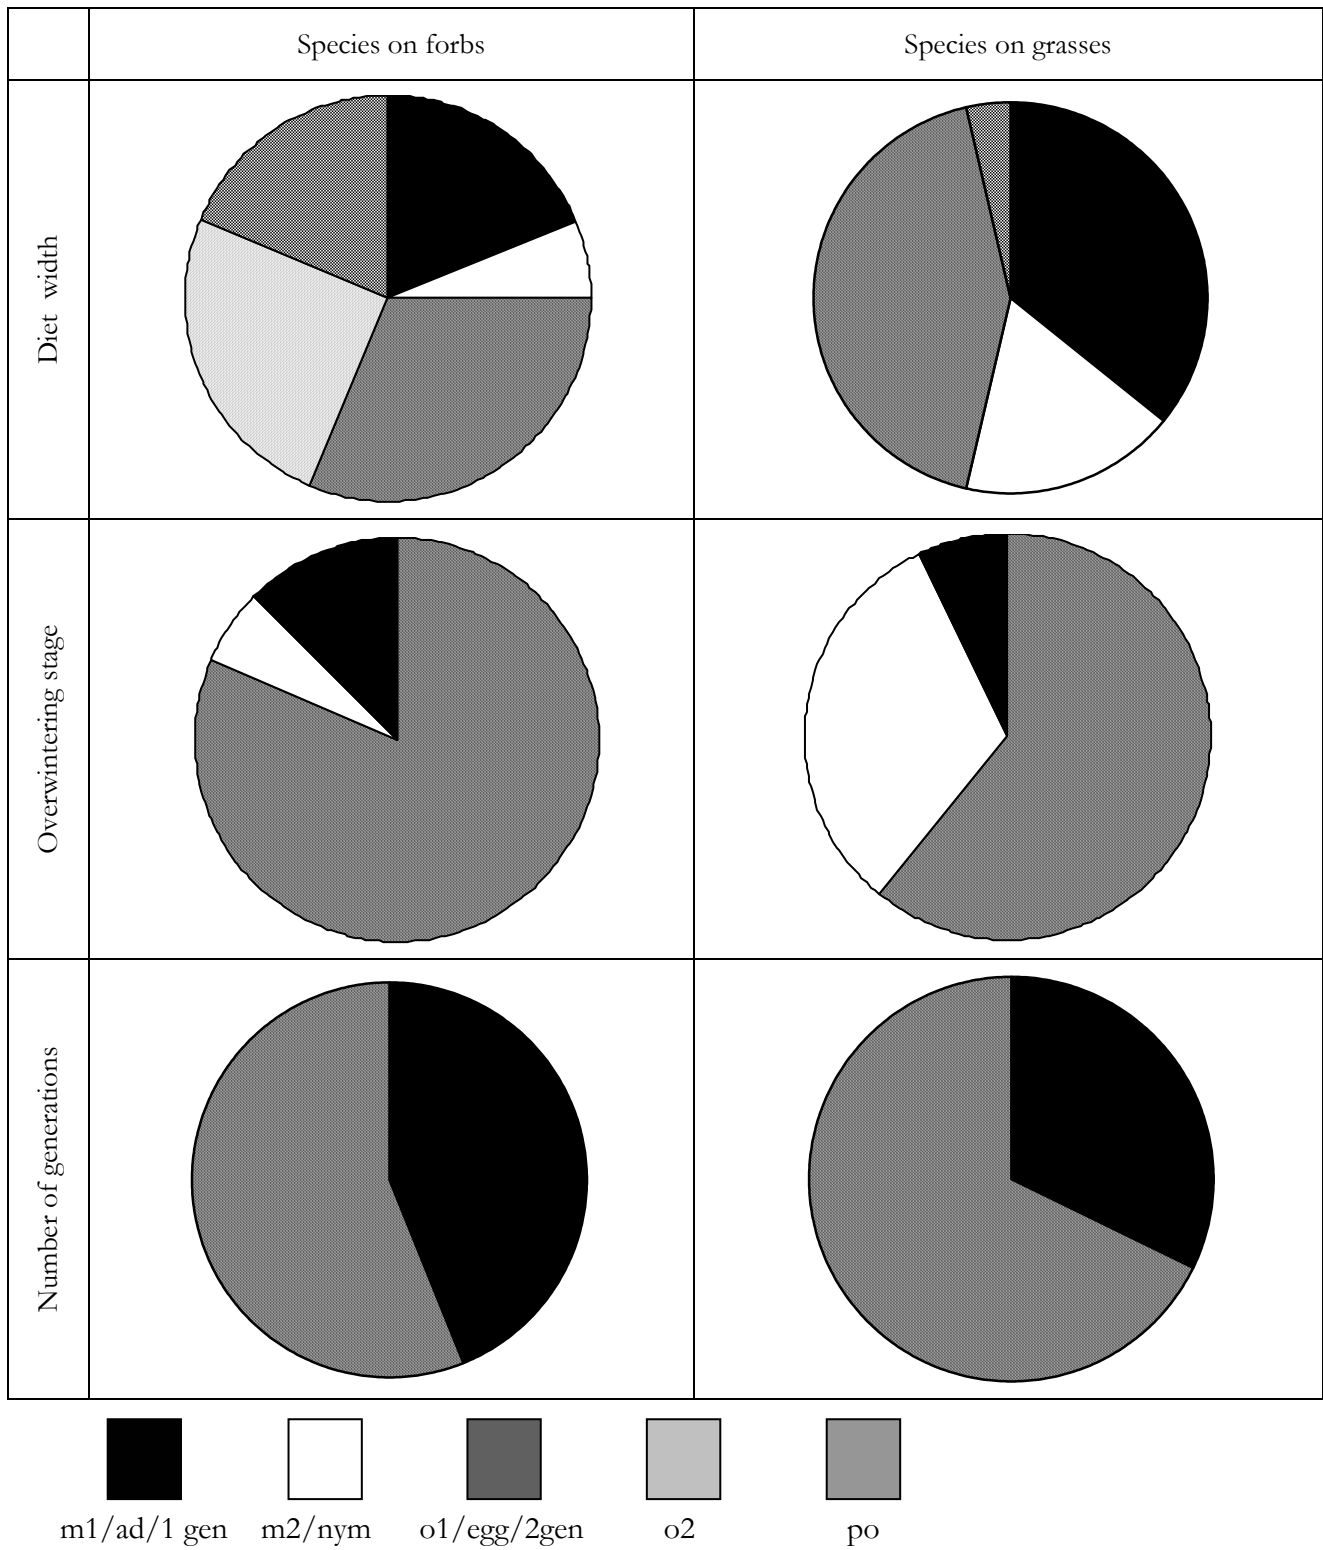 Species on forbs
Species on grasses
Diet width
Overwintering stage
Number of generations
m1/ad/1 gen
m2/nym
o1/egg/2gen
o2
po